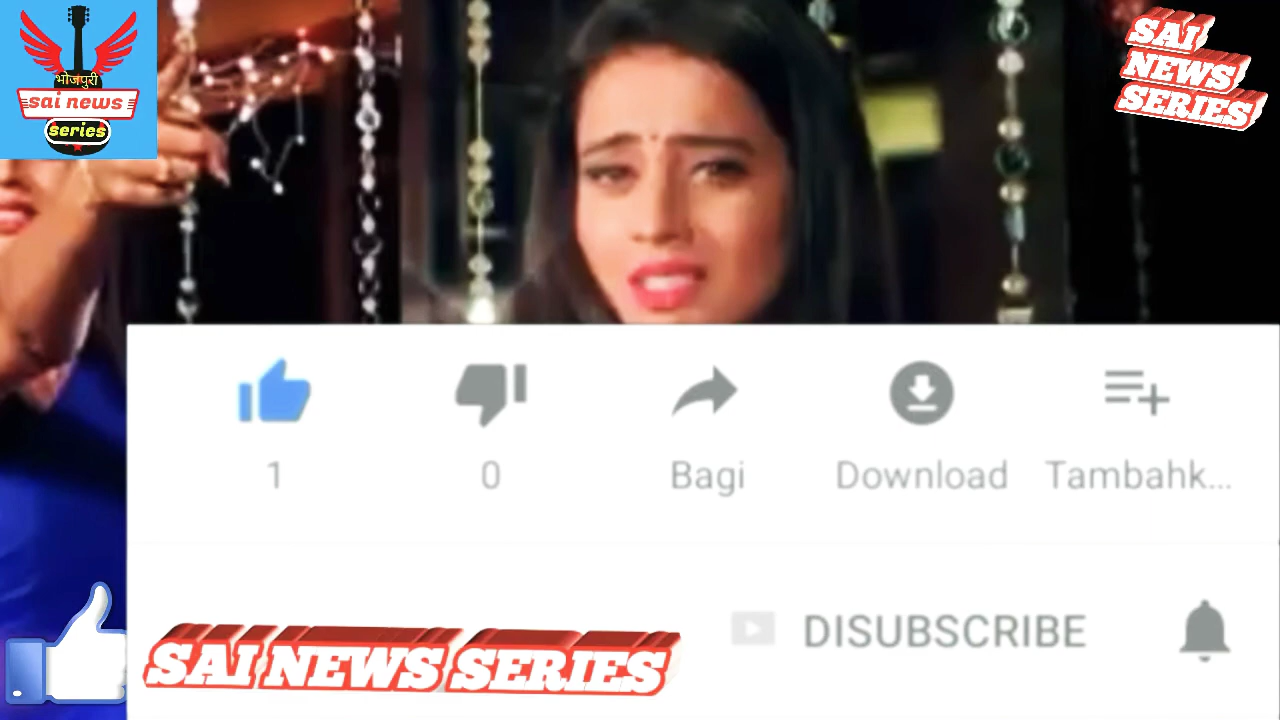 भोजपुरी
sai news
series
SAI
NEWS
SERIES
1
0
Bagi
Download
Tambahk...
DISUBSCRIBE
SAI NEWS SERIES